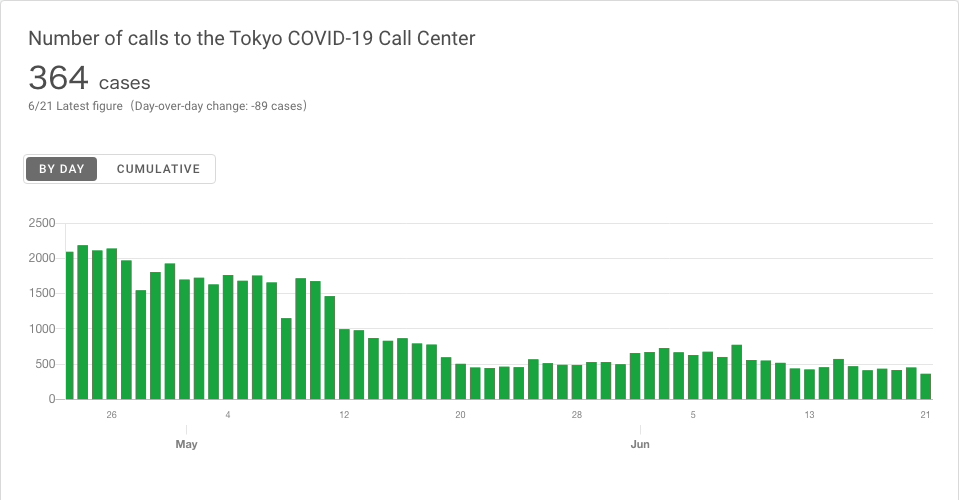 Number of calls to the Tokyo COVID-19 Call Center
364 cases
6/21 Latest figure（Day-over-day change: -89 cases）
BY DAY CUMULATIVE
2500
2000
1500
1000
500
0
26 4 12 20 28 5 13 21
May Jun